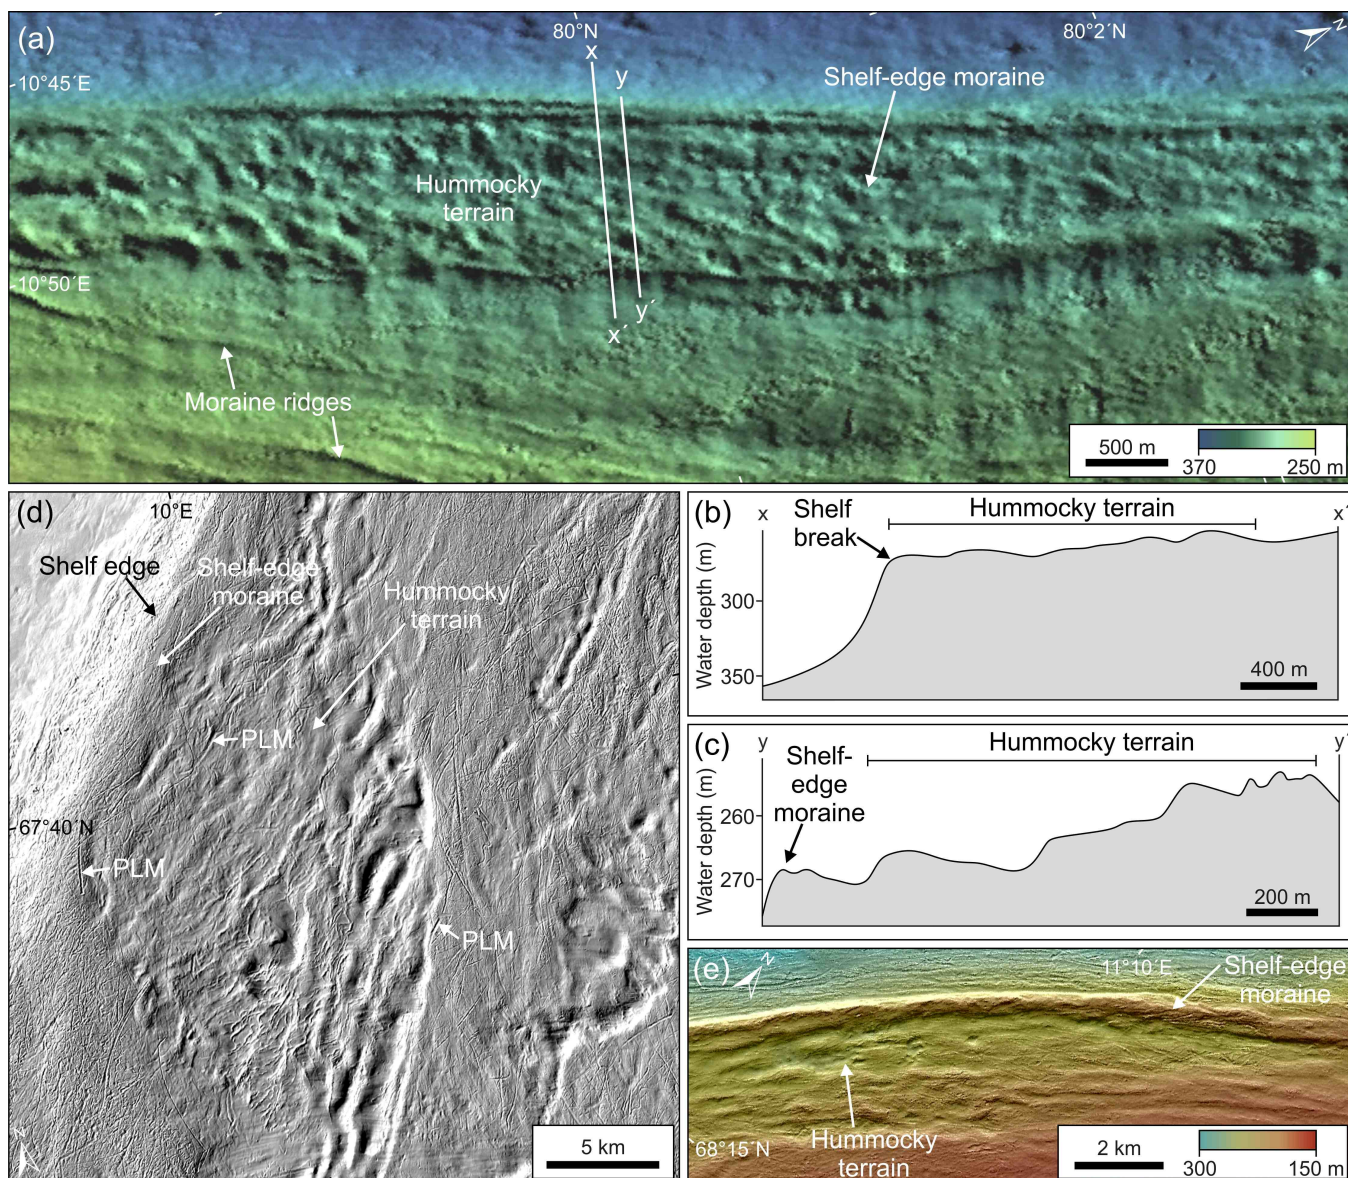 (a)
80°N
80°2´N
N
x
y
10°45´E
Shelf-edge moraine
Hummocky
terrain
10°50´E
y´
x´
Moraine ridges
500 m
370
250 m
(d)
10°E
Shelf edge
Shelf-edge
moraine
Hummocky
terrain
PLM
67°40´N
PLM
PLM
N
5 km
(b)
x
Shelf
break
Hummocky terrain
x´
Water depth (m)
300
350
400 m
(c)
y
Shelf-
edge
moraine
Hummocky terrain
y´
Water depth (m)
260
270
200 m
(e)
N
11°10´E
Shelf-edge
moraine
68°15´N
Hummocky
terrain
2 km
300
150 m